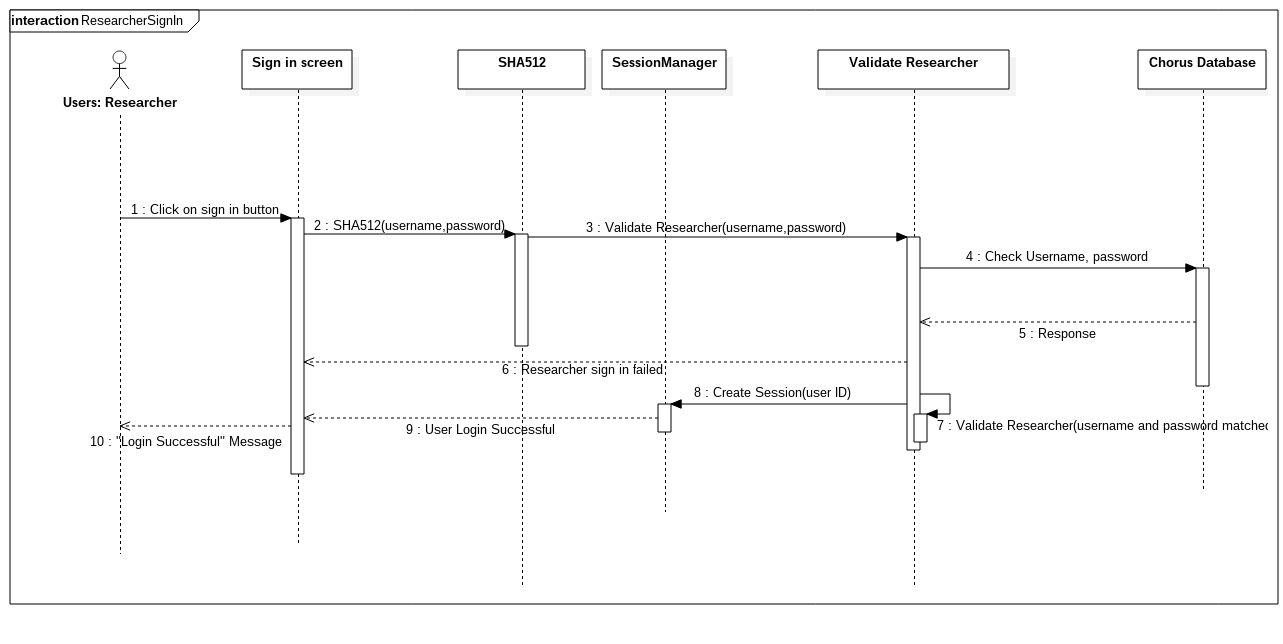 interaction ResearcherSignIn
Users: Researcher
Sign in screen
SHA512
SessionManager
Validate Researcher
Chorus Database
1 : Click on sign in button
2 : SHA512(username,password)
3 : Validate Researcher(username,password)
4 : Check Username, password
5 : Response
6 : Researcher sign in failed
8 : Create Session(user ID)
7 : Validate Researcher(username and password matched
9 : User Login Successful
10 : "Login Successful" Message